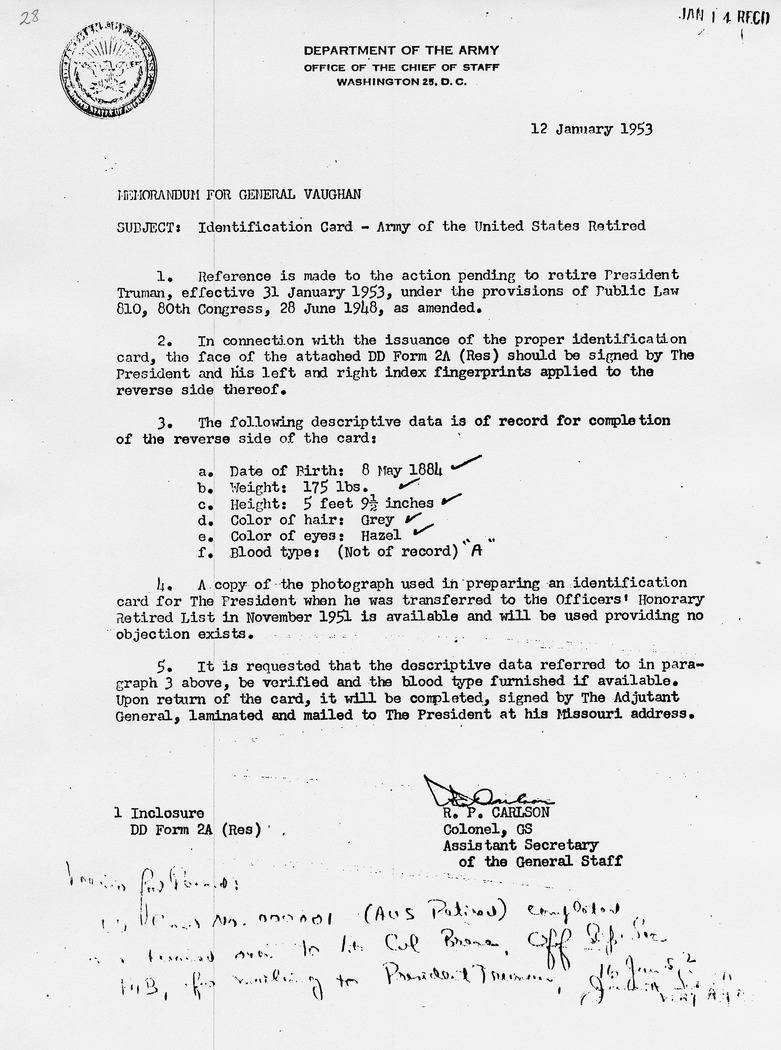 28
JAN 14 RECD
DEPARTMENT OF THE ARMY
OFFICE OF THE CHIEF OF STAFF
WASHINGTON 25, D. C.
12 January 1953
MEMORANDUM FOR GENERAL VAUGHAN
SUBJECT: Identification Card - Army of the United States Retired
1. Reference is made to the action pending to retire President
Truman, effective 31 January 1953, under the provisions of Public Law
810, 80th Congress, 28 June 1948, as amended.
2. In connection with the issuance of the proper identification
card, the face of the attached DD Form 2A (Res) should be signed by The
President and his left and right index fingerprints applied to the
reverse side thereof.
3. The following descriptive data is of record for completion
of the reverse side of the card:
a. Date of Birth: 8 May 1884
b. Weight: 175 lbs.
c. Height: 5 feet 9½ inches
d. Color of hair: Grey
e. Color of eyes: Hazel
f. Blood type: (Not of record) "A"
4. A copy of the photograph used in preparing an identification
card for The President when he was transferred to the Officers' Honorary
Retired List in November 1951 is available and will be used providing no
objection exists.
5. It is requested that the descriptive data referred to in para-
graph 3 above, be verified and the blood type furnished if available.
Upon return of the card, it will be completed, signed by The Adjutant
General, laminated and mailed to The President at his Missouri address.
1 Inclosure
DD Form 2A (Res)
R. P. CARLSON
Colonel, GS
Assistant Secretary
of the General Staff
for Record:
No. 000001 (AUS Retired) completed
turned over to Lt Col Off
for mailing to President Truman,